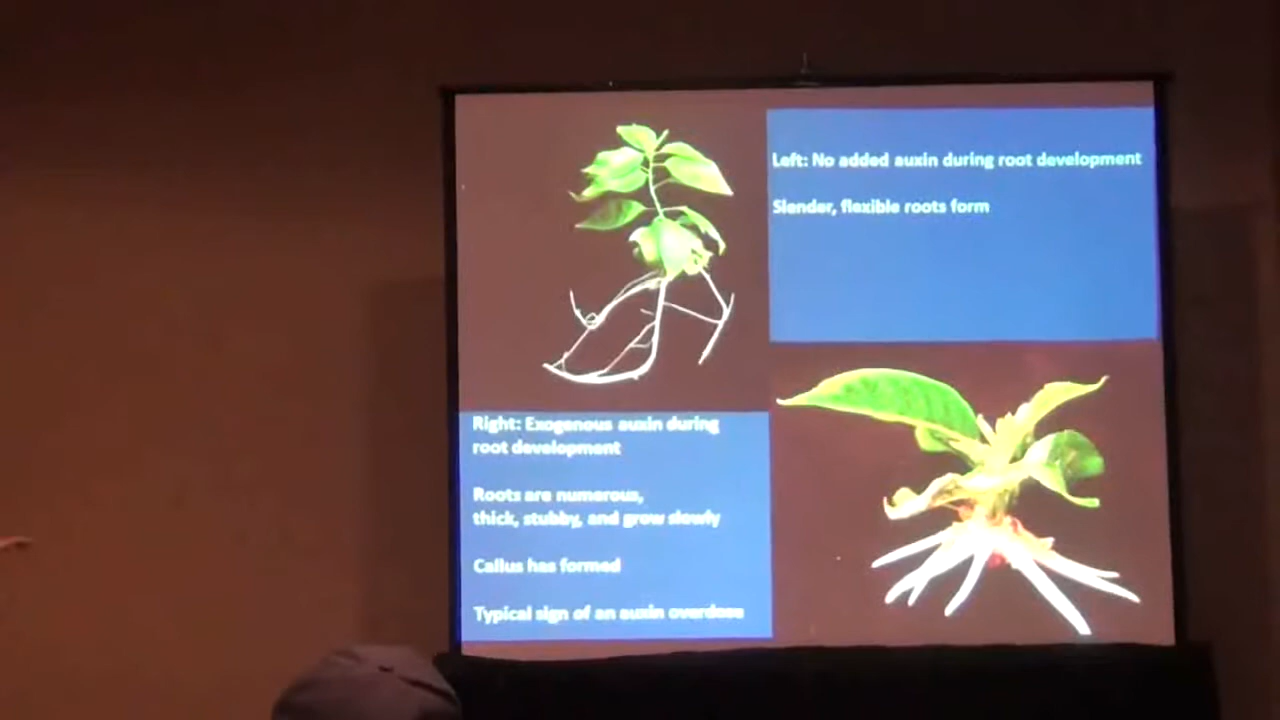 Left: No added auxin during root development
Slender, flexible roots form
Right: Exogenous auxin during
root development
Roots are numerous,
thick, stubby, and grow slowly
Callus has formed
Typical sign of an auxin overdose